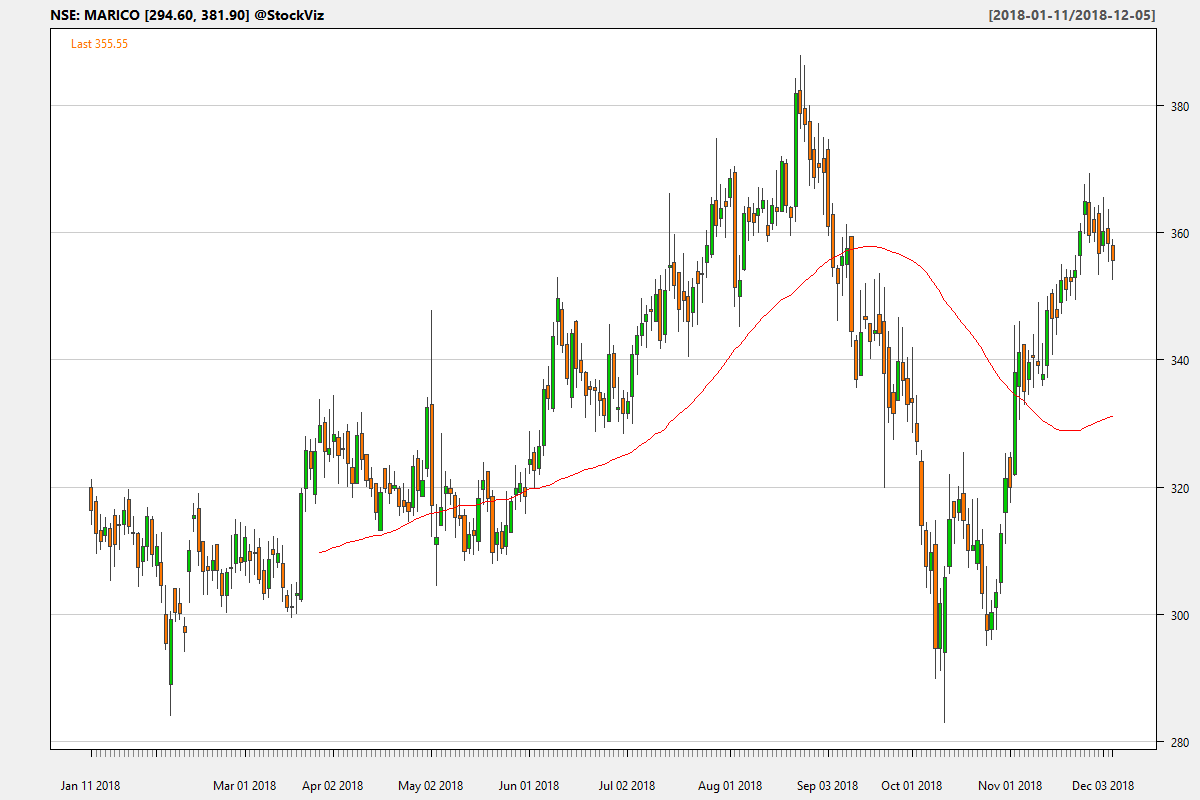 NSE: MARICO [294.60, 381.90] @StockViz [2018-01-11/2018-12-05]
Last 355.55
380
360
340
320
300
280
Jan 11 2018 Mar 01 2018 Apr 02 2018 May 02 2018 Jun 01 2018 Jul 02 2018 Aug 01 2018 Sep 03 2018 Oct 01 2018 Nov 01 2018 Dec 03 2018